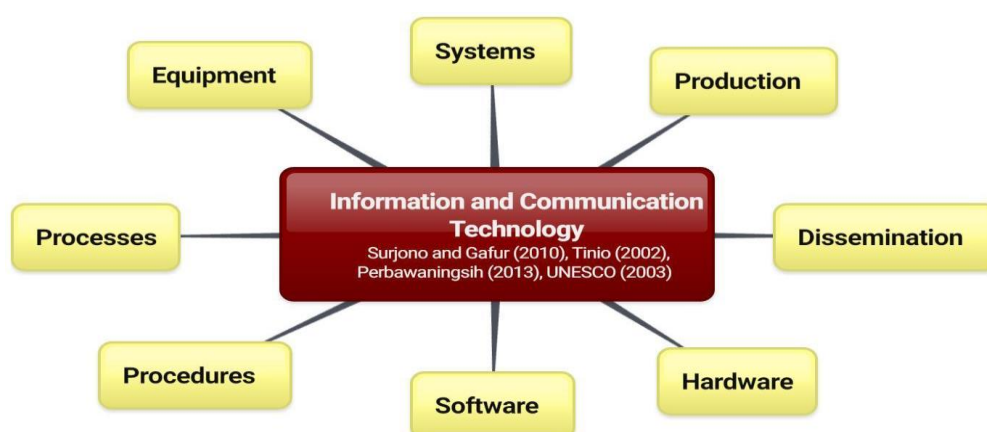 Systems
Equipment
Production
Information and Communication
Technology
Surjono and Gafur (2010), Tinio (2002),
Perbawaningsih (2013), UNESCO (2003)
Processes
Dissemination
Procedures
Hardware
Software